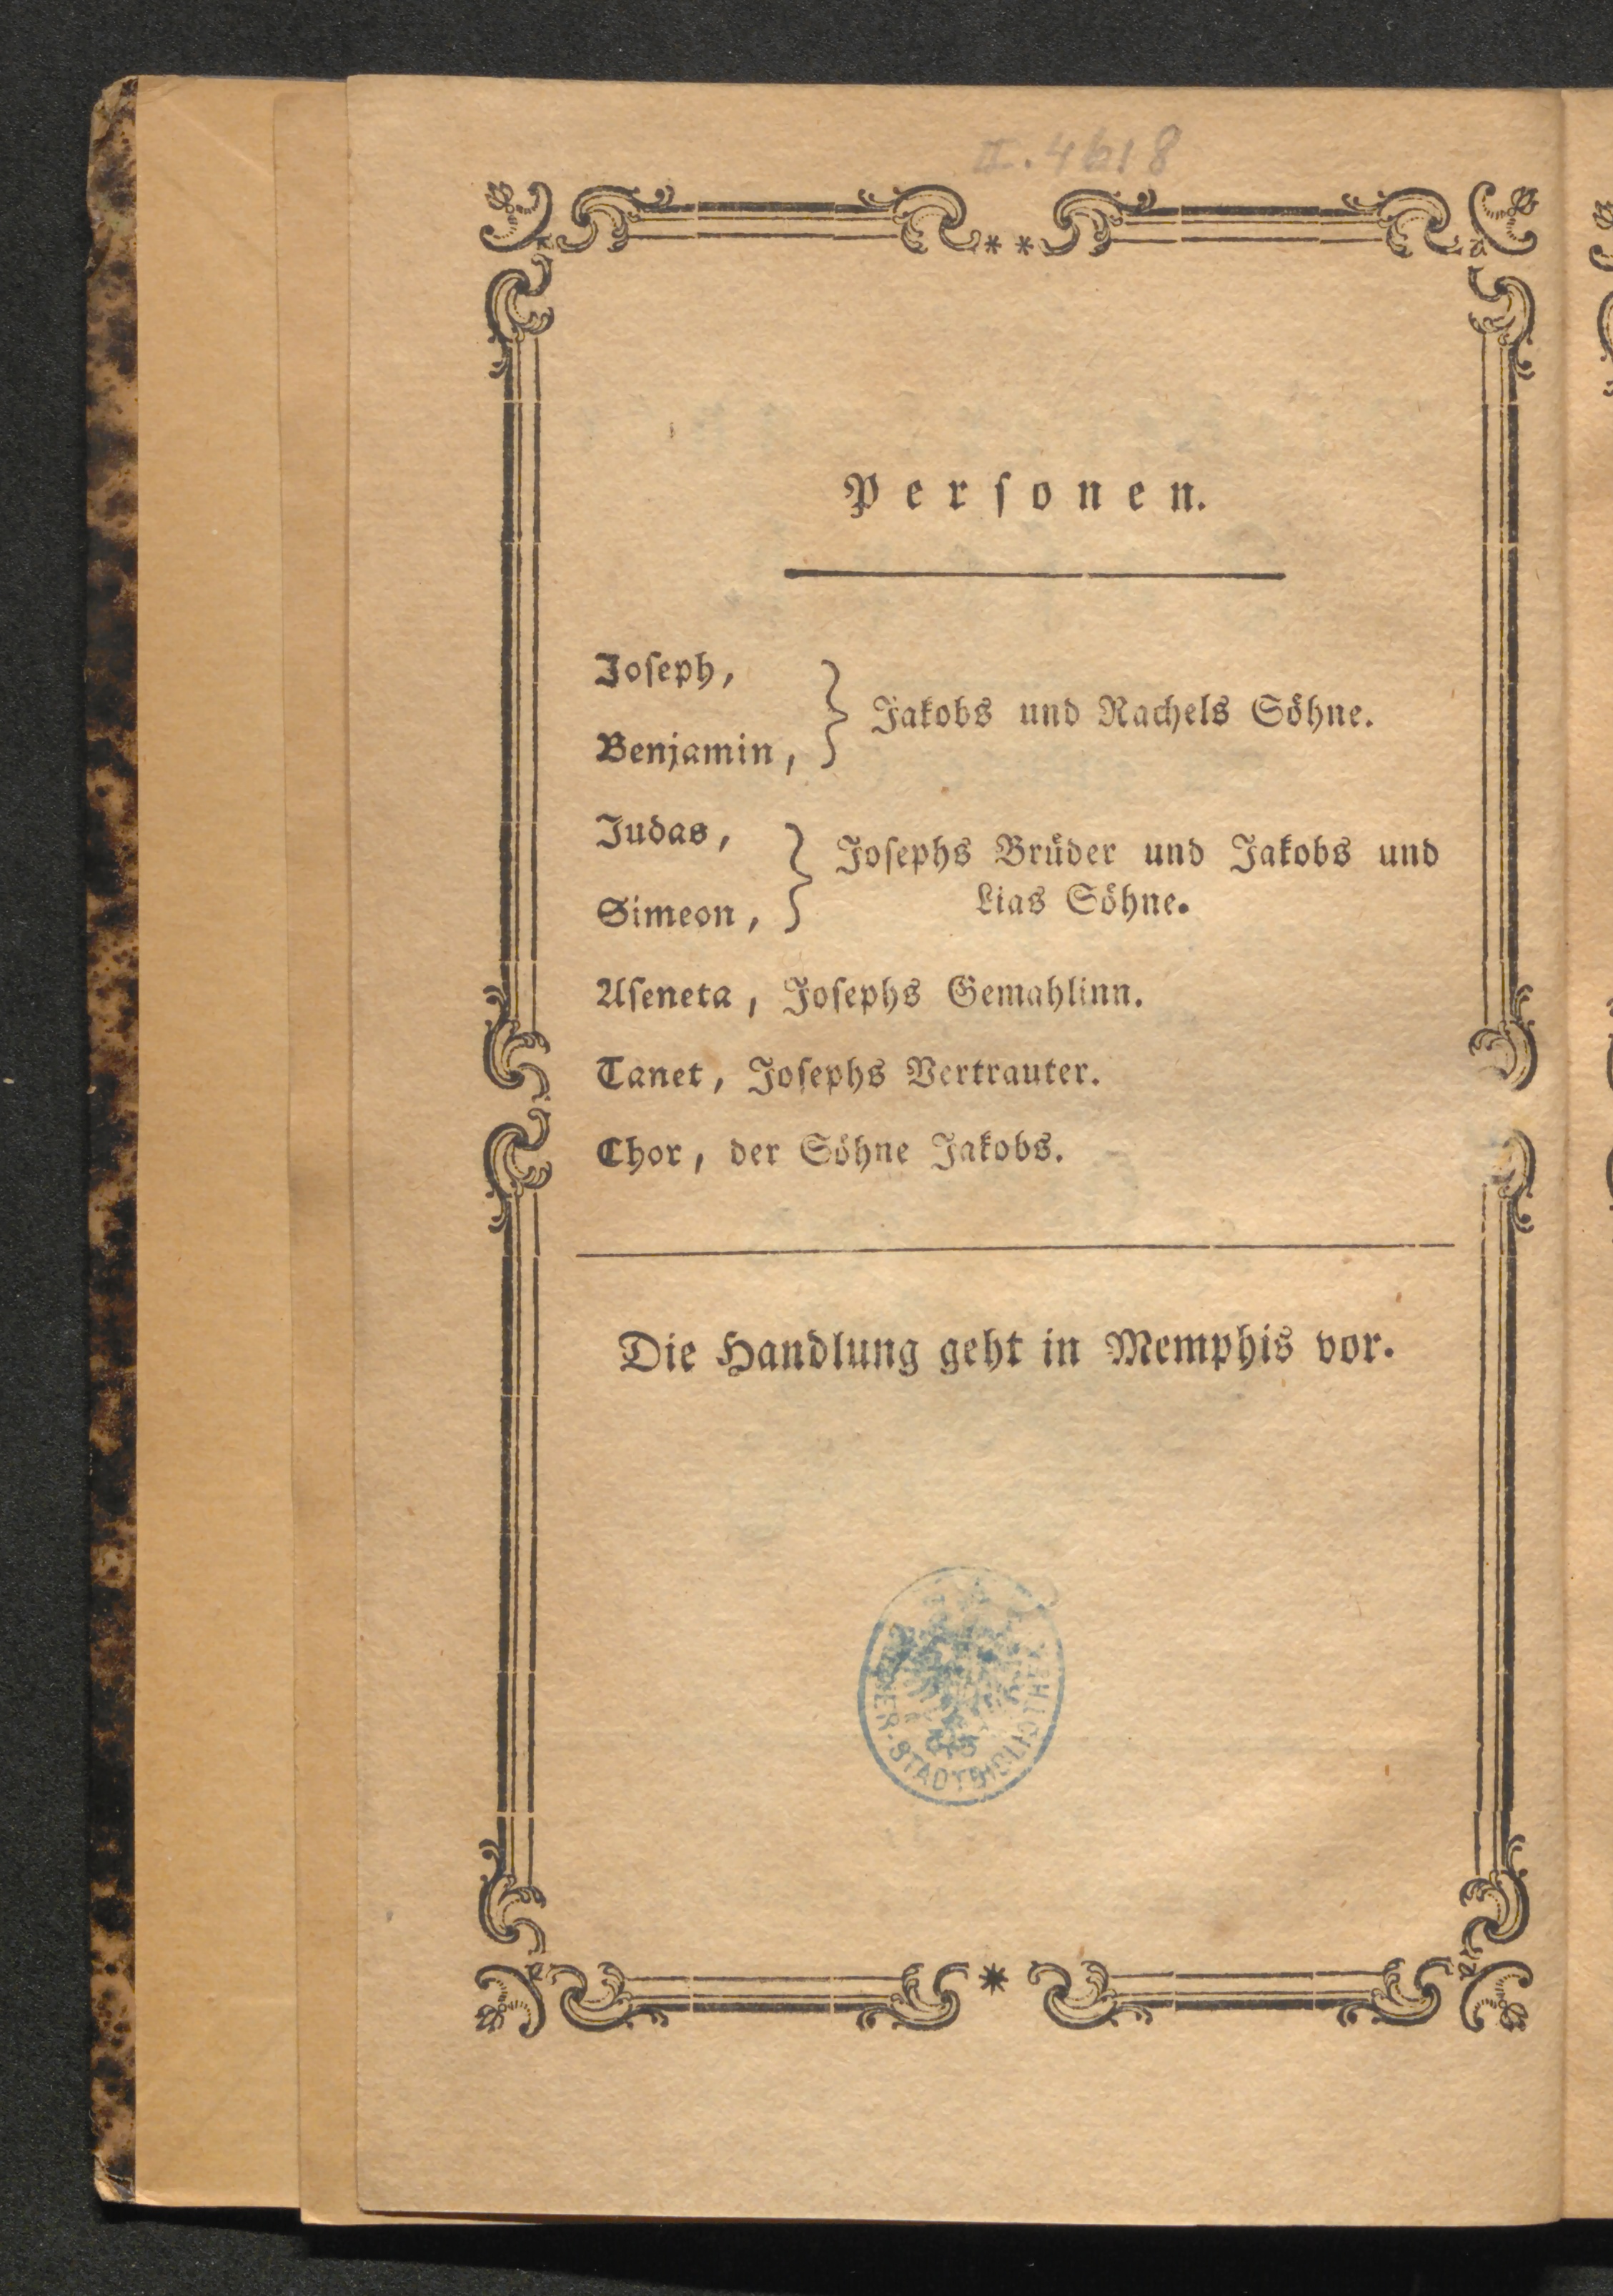 II. 4618
Perſonen.
Joſeph,
Benjamin,
} Jakobs und Rachels Söhne.
Judas,
Simeon,
} Joſephs Brüder und Jakobs und
Lias Söhne.
Aſeneta, Joſephs Gemahlinn.
Tanet, Joſephs Vertrauter.
Chor, der Söhne Jakobs.
Die Handlung geht in Memphis vor.
STADTBIBLIOTHEK